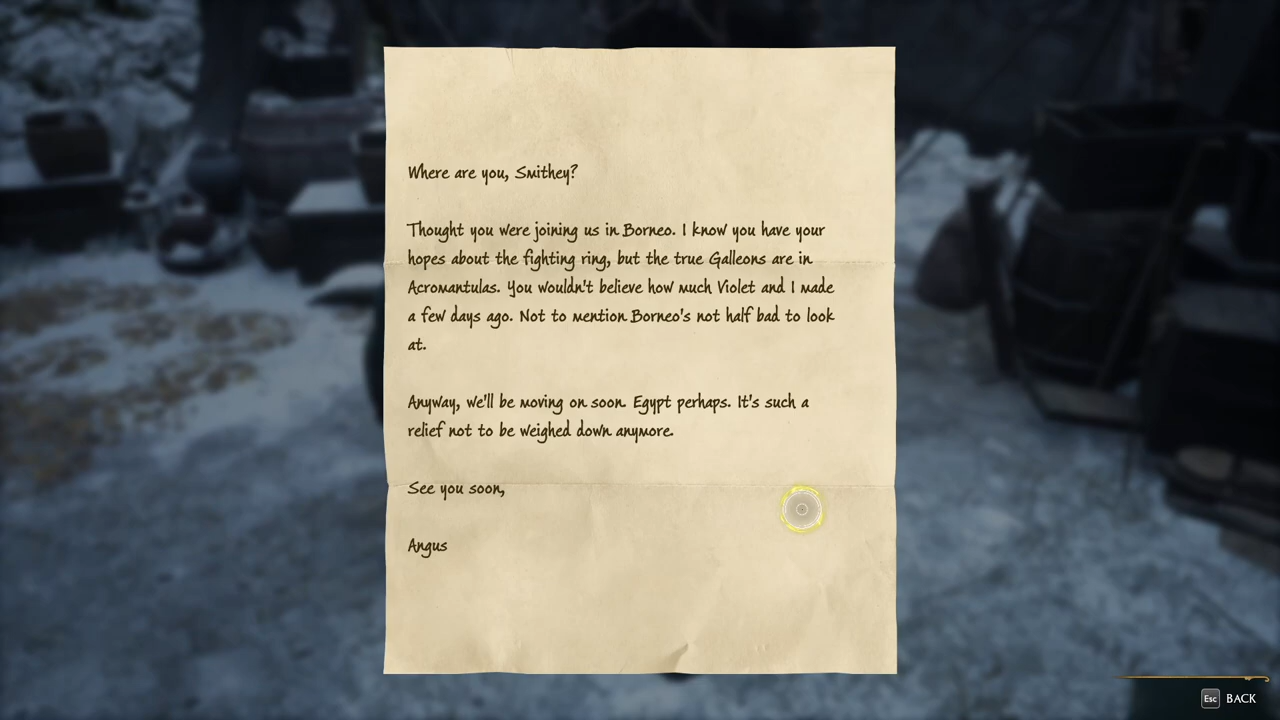 Where are you, Smithey?
Thought you were joining us in Borneo. I know you have your
hopes about the fighting ring, but the true Galleons are in
Acromantulas. You wouldn't believe how much Violet and I made
a few days ago. Not to mention Borneo's not half bad to look
at.
Anyway, we'll be moving on soon. Egypt perhaps. It's such a
relief not to be weighed down anymore.
See you soon,
Angus
Esc BACK